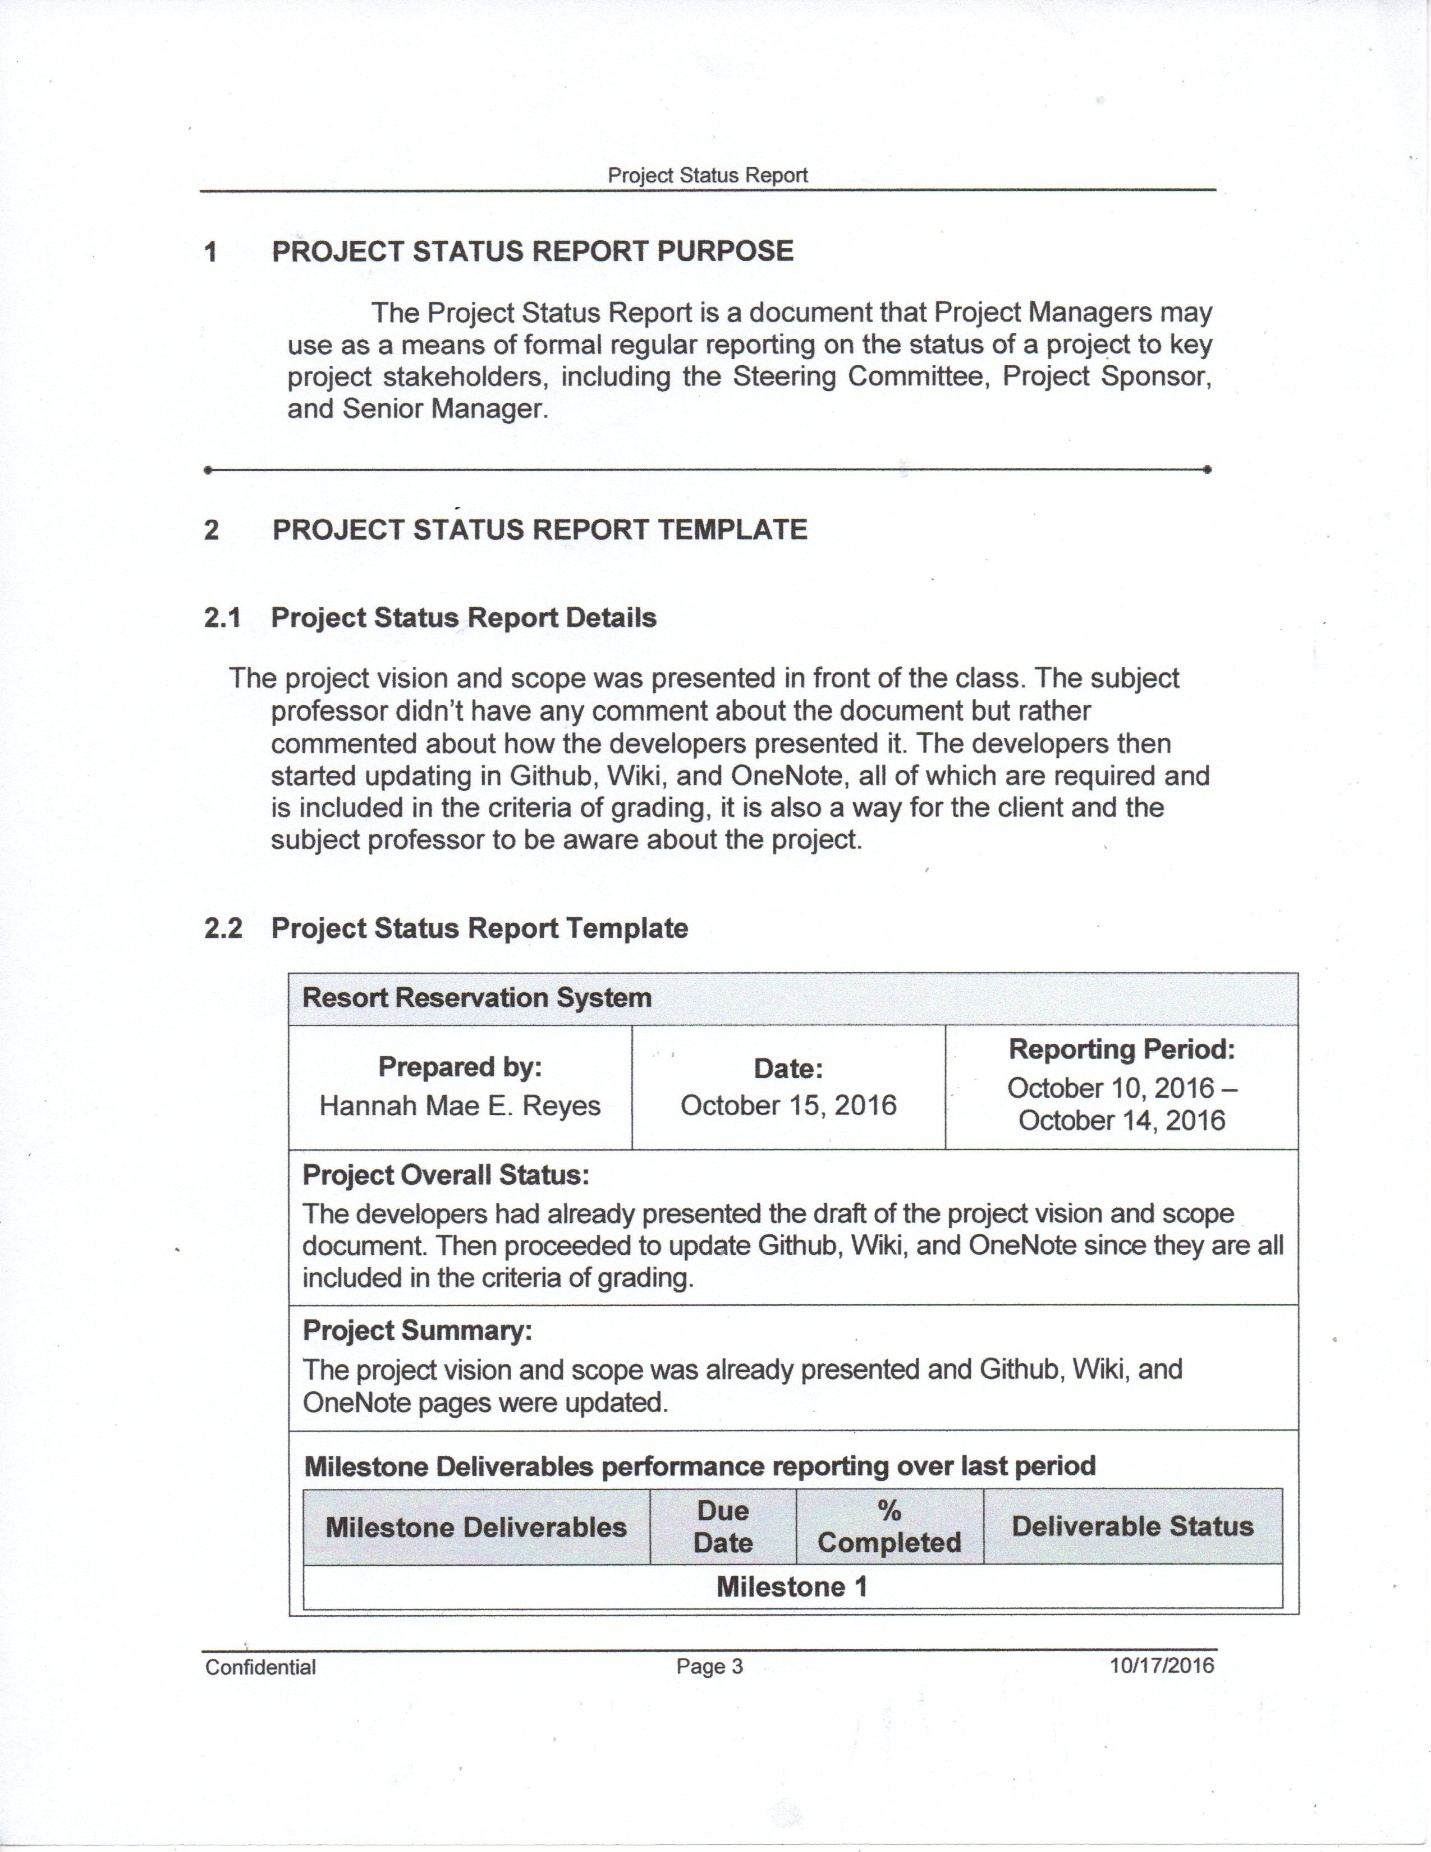 Project Status Report
1 PROJECT STATUS REPORT PURPOSE
The Project Status Report is a document that Project Managers may
use as a means of formal regular reporting on the status of a project to key
project stakeholders, including the Steering Committee, Project Sponsor,
and Senior Manager.
2 PROJECT STATUS REPORT TEMPLATE
2.1 Project Status Report Details
The project vision and scope was presented in front of the class. The subject
professor didn't have any comment about the document but rather
commented about how the developers presented it. The developers then
started updating in Github, Wiki, and OneNote, all of which are required and
is included in the criteria of grading, it is also a way for the client and the
subject professor to be aware about the project.
2.2 Project Status Report Template
Resort Reservation System
Prepared by:
Hannah Mae E. Reyes
Date:
October 15, 2016
Reporting Period:
October 10, 2016 –
October 14, 2016
Project Overall Status:
The developers had already presented the draft of the project vision and scope
document. Then proceeded to update Github, Wiki, and OneNote since they are all
included in the criteria of grading.
Project Summary:
The project vision and scope was already presented and Github, Wiki, and
OneNote pages were updated.
Milestone Deliverables performance reporting over last period
Milestone Deliverables
Due
Date
%
Completed
Deliverable Status
Milestone 1
Confidential Page 3 10/17/2016